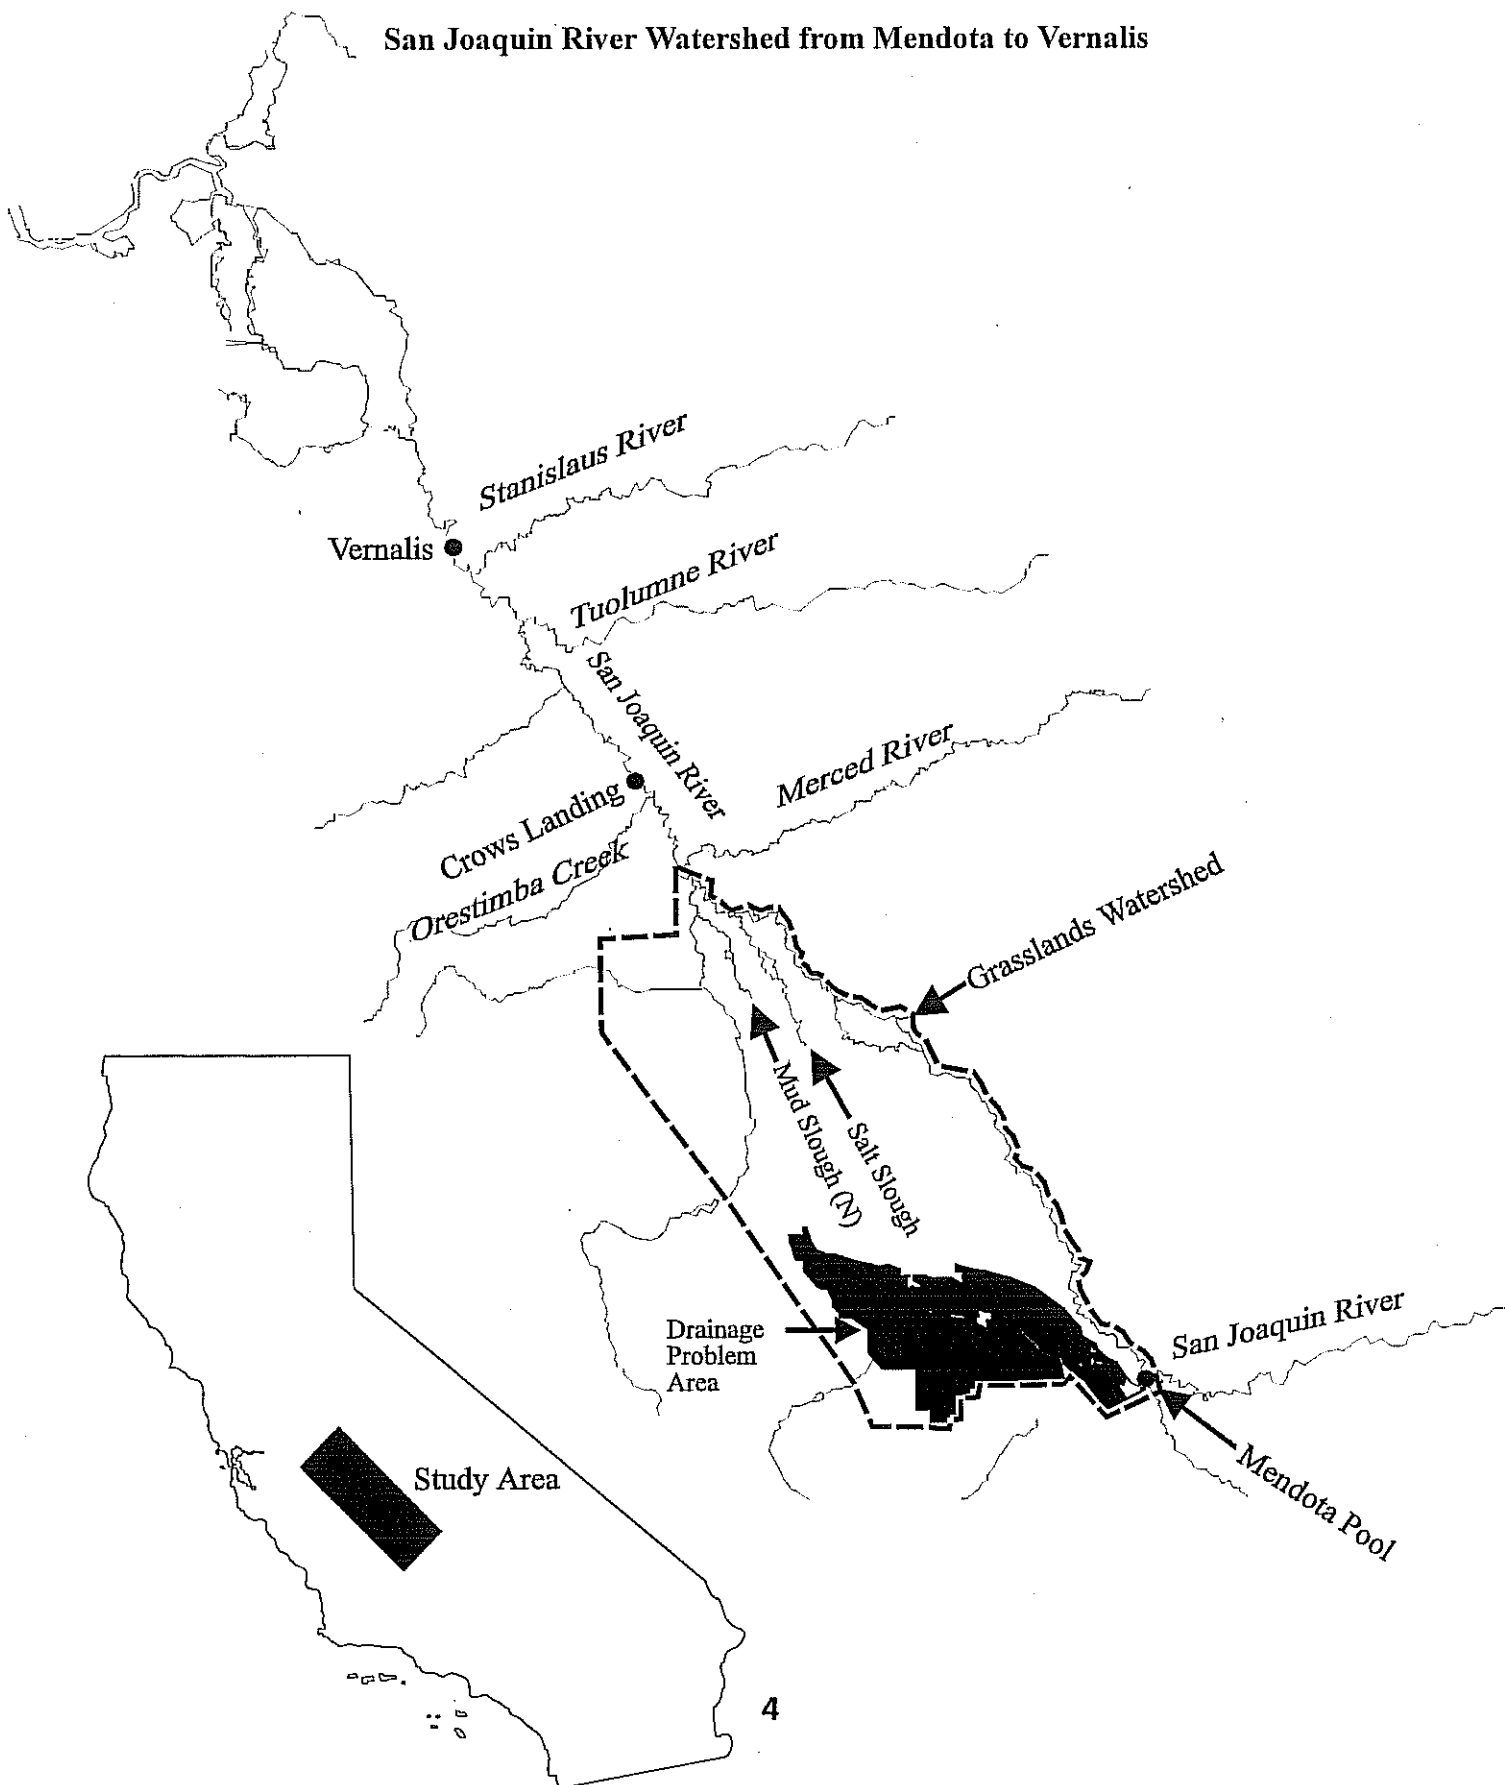 San Joaquin River Watershed from Mendota to Vernalis
Stanislaus River
Vernalis
Tuolumne River
San Joaquin River
Merced River
Crows Landing
Orestimba Creek
Grasslands Watershed
Mud Slough (N)
Salt Slough
Drainage
Problem
Area
San Joaquin River
Mendota Pool
Study Area
4